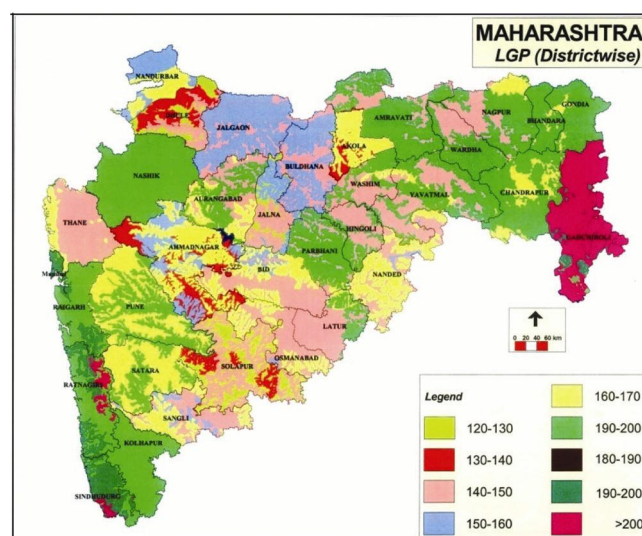 MAHARASHTRA
LGP (Districtwise)
NANDURBAR
DHULE
JALGAON
BULDHANA
AKOLA
AMRAVATI
NAGPUR
GONDIA
BHANDARA
WARDHA
NASHIK
AURANGABAD
JALNA
WASHIM
YAVATMAL
CHANDRAPUR
GADCHIROLI
THANE
AHMADNAGAR
PARBHANI
HINGOLI
NANDED
BID
RAIGARH
PUNE
LATUR
OSMANABAD
SATARA
SOLAPUR
RATNAGIRI
SANGLI
KOLHAPUR
SINDHUDURG
0 20 40 60 km
Legend
120-130
130-140
140-150
150-160
160-170
190-200
180-190
190-200
>200